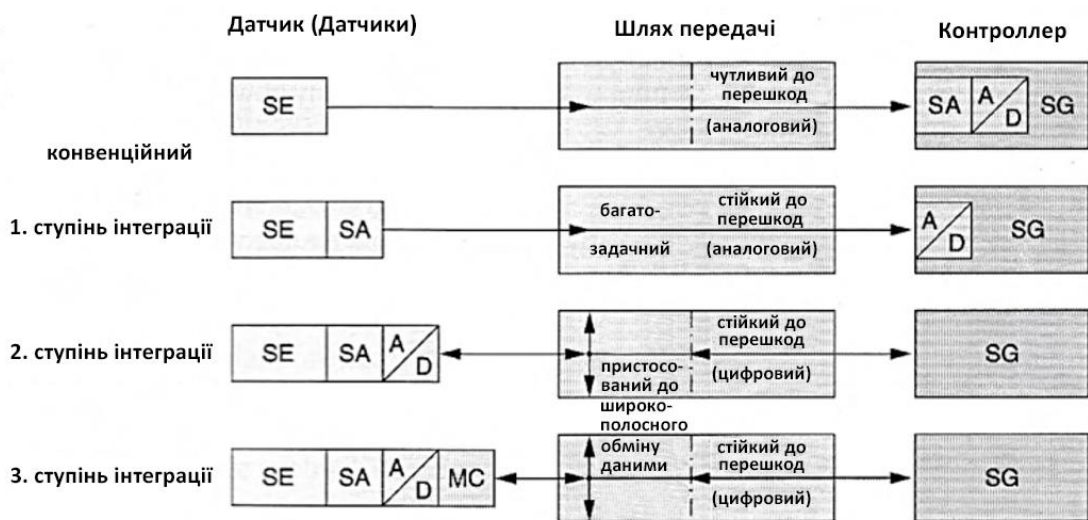 Датчик (Датчики) Шлях передачі Контроллер
SE
чутливий до
перешкод
(аналоговий)
SA A/D SG
конвенційний
1. ступінь інтеграції
SE SA
багато-
задачний
стійкий до
перешкод
(аналоговий)
A/D SG
2. ступінь інтеграції
SE SA A/D
стійкий до
перешкод
(цифровий)
SG
пристосо-
ваний до
широко-
полосного
обміну
даними
3. ступінь інтеграції
SE SA A/D MC
стійкий до
перешкод
(цифровий)
SG